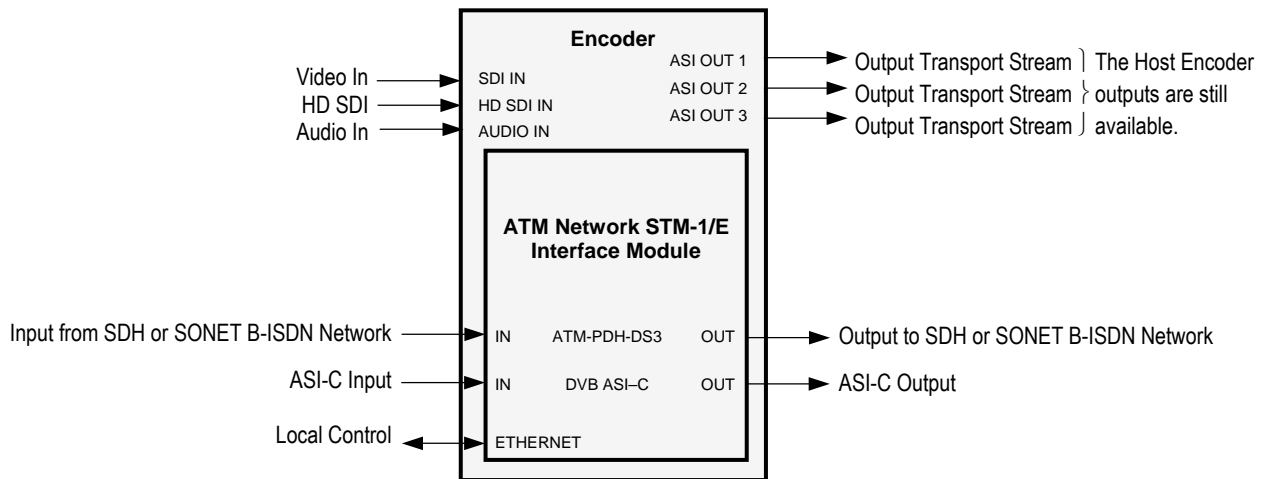 Encoder
Video In
HD SDI
Audio In
SDI IN
HD SDI IN
AUDIO IN
ASI OUT 1
ASI OUT 2
ASI OUT 3
Output Transport Stream
Output Transport Stream
Output Transport Stream
The Host Encoder
outputs are still
available.
ATM Network STM-1/E
Interface Module
Input from SDH or SONET B-ISDN Network
IN
ATM-PDH-DS3
OUT
Output to SDH or SONET B-ISDN Network
ASI-C Input
IN
DVB ASI–C
OUT
ASI-C Output
Local Control
ETHERNET